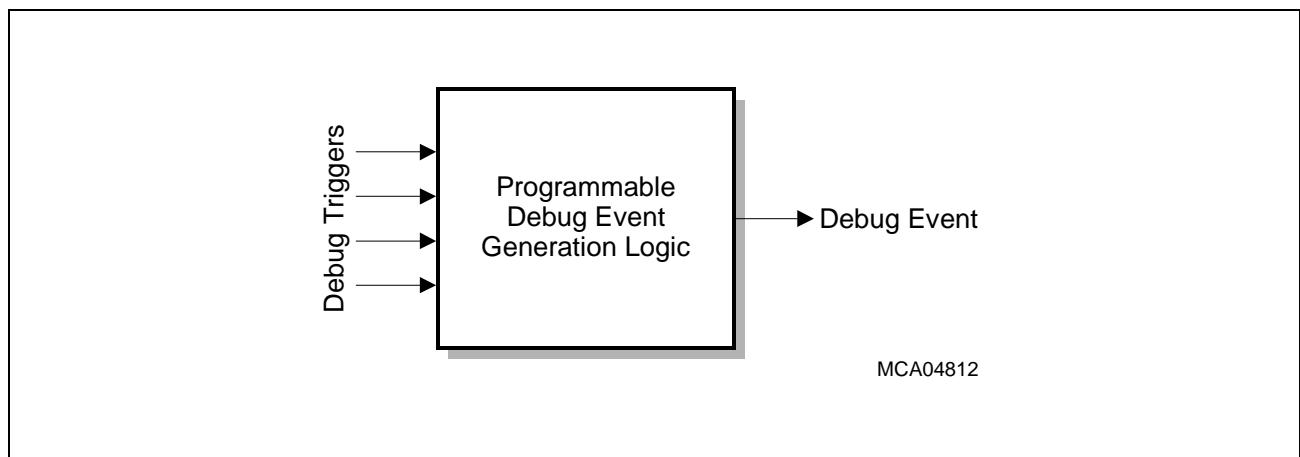 Debug Triggers
Programmable
Debug Event
Generation Logic
Debug Event
MCA04812